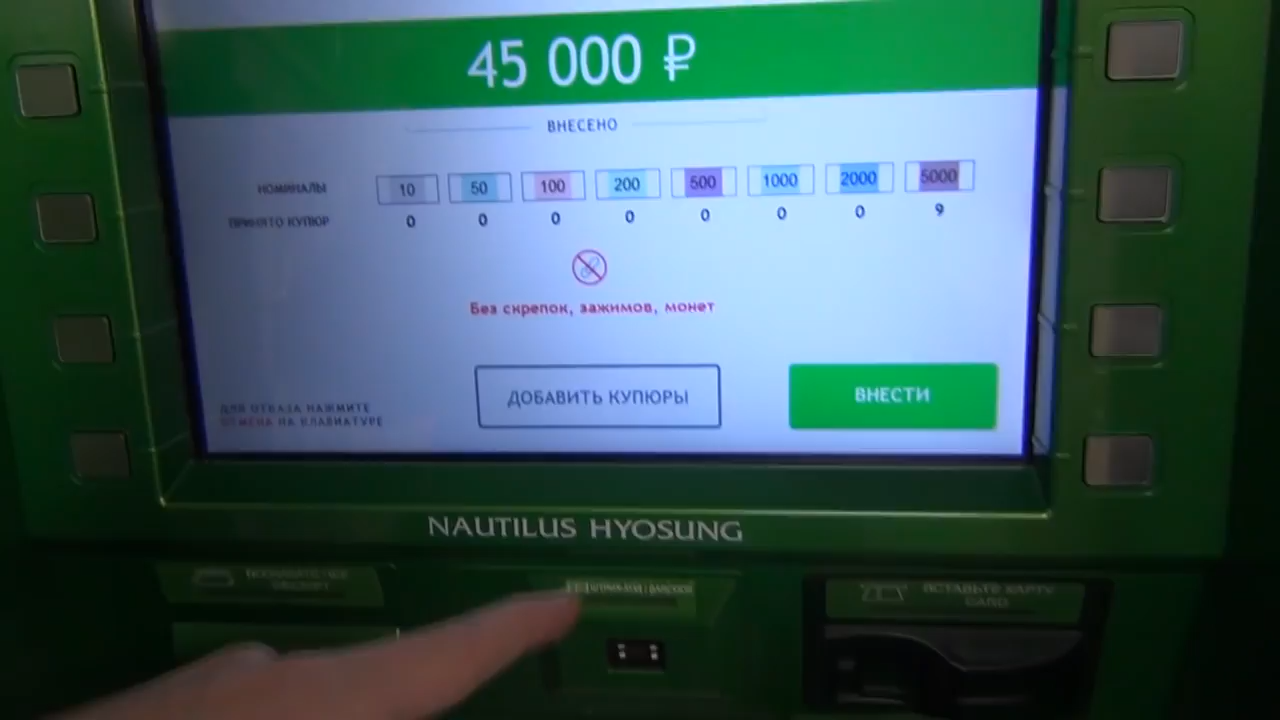 45 000 ₽
ВНЕСЕНО
НОМИНАЛЫ 10 50 100 200 500 1000 2000 5000
ПРИНЯТО КУПЮР 0 0 0 0 0 0 0 9
Без скрепок, зажимов, монет
ДОБАВИТЬ КУПЮРЫ
ВНЕСТИ
ДЛЯ ОТКАЗА НАЖМИТЕ
ОТМЕНА НА КЛАВИАТУРЕ
NAUTILUS HYOSUNG
ВСТАВЬТЕ КАРТУ